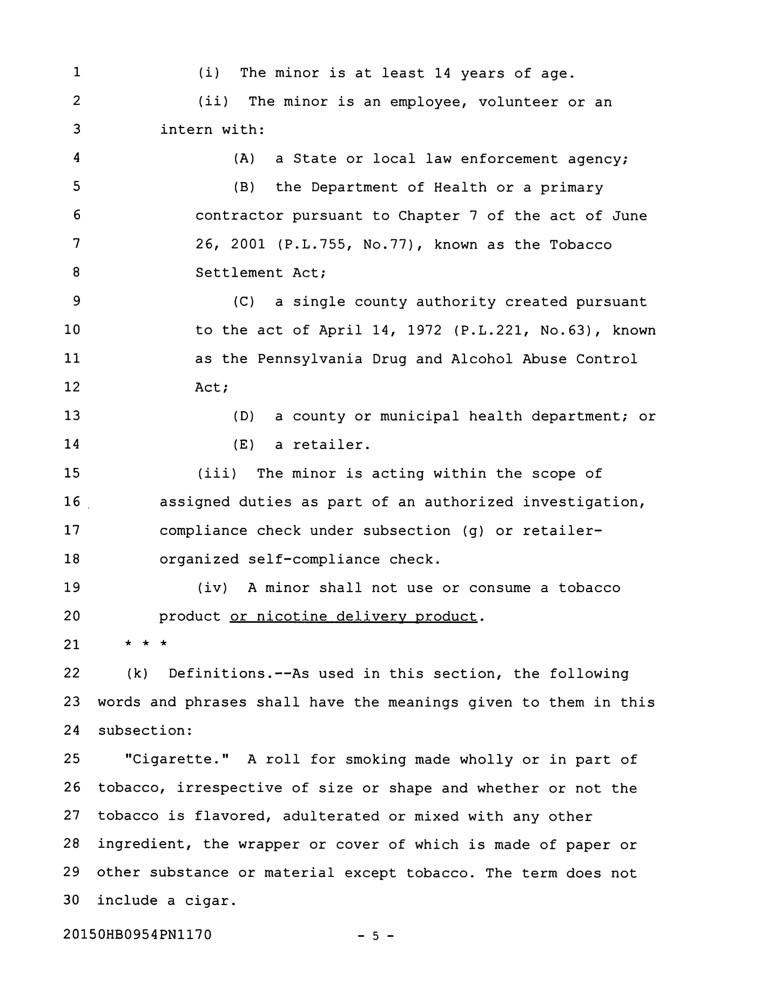 1 (i) The minor is at least 14 years of age.
2 (ii) The minor is an employee, volunteer or an
3 intern with:
4 (A) a State or local law enforcement agency;
5 (B) the Department of Health or a primary
6 contractor pursuant to Chapter 7 of the act of June
7 26, 2001 (P.L.755, No.77), known as the Tobacco
8 Settlement Act;
9 (C) a single county authority created pursuant
10 to the act of April 14, 1972 (P.L.221, No.63), known
11 as the Pennsylvania Drug and Alcohol Abuse Control
12 Act;
13 (D) a county or municipal health department; or
14 (E) a retailer.
15 (iii) The minor is acting within the scope of
16 assigned duties as part of an authorized investigation,
17 compliance check under subsection (g) or retailer-
18 organized self-compliance check.
19 (iv) A minor shall not use or consume a tobacco
20 product or nicotine delivery product.
21 * * *
22 (k) Definitions.--As used in this section, the following
23 words and phrases shall have the meanings given to them in this
24 subsection:
25 "Cigarette." A roll for smoking made wholly or in part of
26 tobacco, irrespective of size or shape and whether or not the
27 tobacco is flavored, adulterated or mixed with any other
28 ingredient, the wrapper or cover of which is made of paper or
29 other substance or material except tobacco. The term does not
30 include a cigar.
20150HB0954PN1170 - 5 -